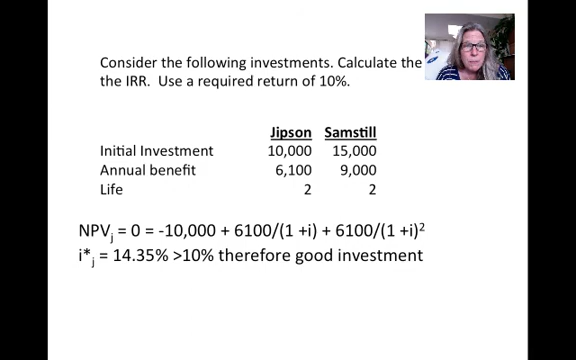 Consider the following investments. Calculate the
the IRR. Use a required return of 10%.
Jipson Samstill
Initial Investment 10,000 15,000
Annual benefit 6,100 9,000
Life 2 2
NPVj = 0 = -10,000 + 6100/(1 +i) + 6100/(1 +i)²
i*j = 14.35% >10% therefore good investment